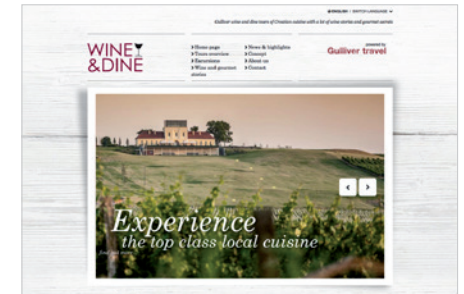 ENGLISH | SWITCH LANGUAGE
Gulliver wine and dine tours of Croatian cuisine with a lot of wine stories and gourmet secrets
WINE
&DINE
Home page
Tours overview
Excursions
Wine and gourmet
stories
News & highlights
Concept
About us
Contact
powered by
Gulliver travel
Experience
the top class local cuisine